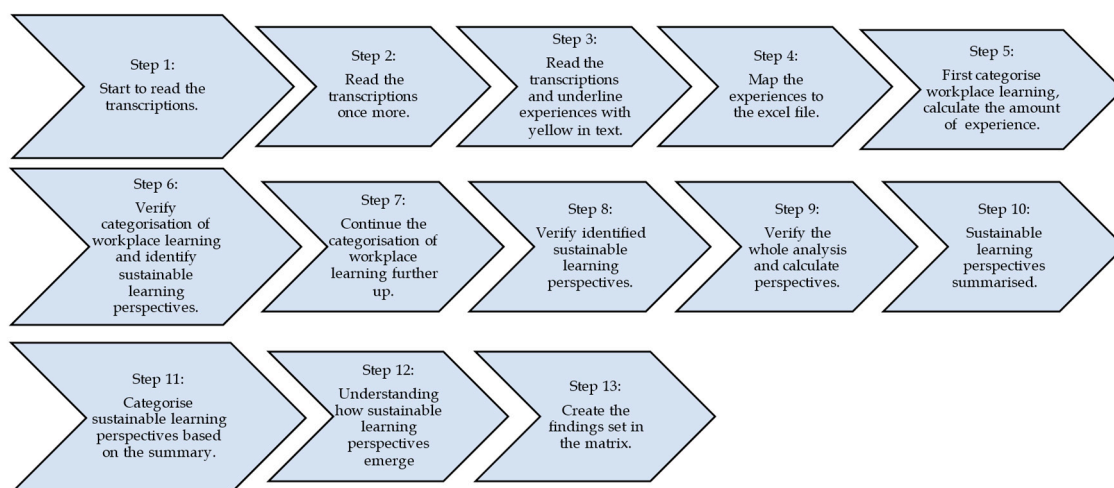 Step 1:
Start to read the
transcriptions.
Step 2:
Read the
transcriptions
once more.
Step 3:
Read the
transcriptions
and underline
experiences with
yellow in text.
Step 4:
Map the
experiences to
the excel file.
Step 5:
First categorise
workplace learning,
calculate the amount
of experience.
Step 6:
Verify
categorisation of
workplace learning
and identify
sustainable
learning
perspectives.
Step 7:
Continue the
categorisation of
workplace
learning further
up.
Step 8:
Verify identified
sustainable
learning
perspectives.
Step 9:
Verify the
whole analysis
and calculate
perspectives.
Step 10:
Sustainable
learning
perspectives
summarised.
Step 11:
Categorise
sustainable learning
perspectives based
on the summary.
Step 12:
Understanding
how sustainable
learning
perspectives
emerge
Step 13:
Create the
findings set in
the matrix.